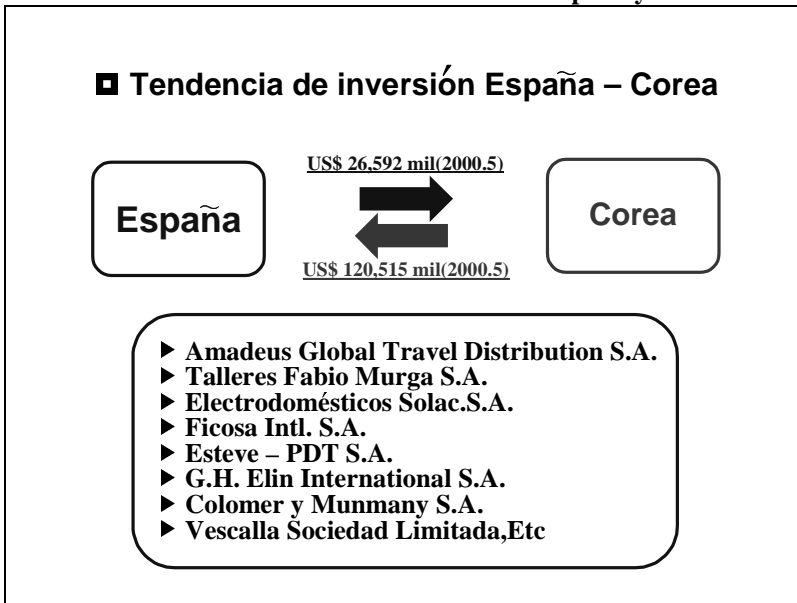 Tendencia de inversión España – Corea
US$ 26,592 mil(2000.5)
España
Corea
US$ 120,515 mil(2000.5)
Amadeus Global Travel Distribution S.A.
Talleres Fabio Murga S.A.
Electrodomésticos Solac.S.A.
Ficosa Intl. S.A.
Esteve – PDT S.A.
G.H. Elin International S.A.
Colomer y Munmany S.A.
Vescalla Sociedad Limitada,Etc